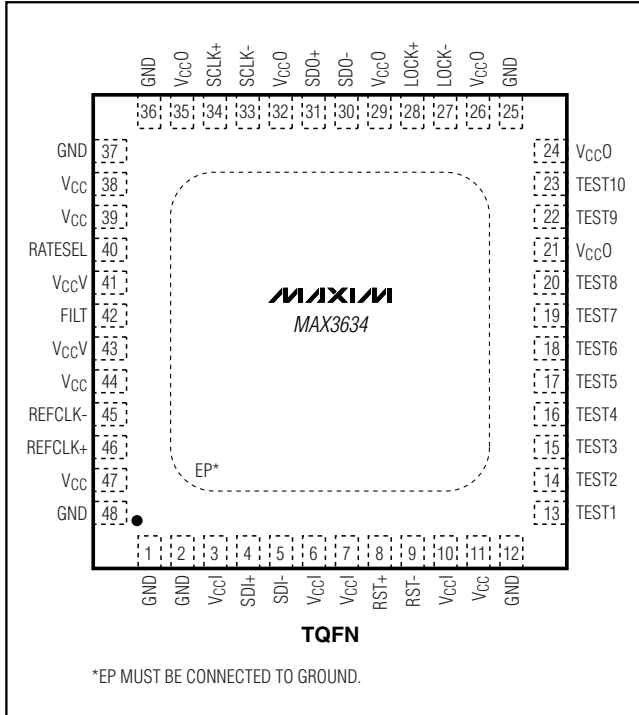 GND VCCO SCLK+ SCLK- VCCO SDO+ SDO- VCCO LOCK+ LOCK- VCCO GND
36 35 34 33 32 31 30 29 28 27 26 25
GND 37
VCC 38
VCC 39
RATESEL 40
VCCV 41
FILT 42
VCCV 43
VCC 44
REFCLK- 45
REFCLK+ 46
VCC 47
GND 48
MAXIM
MAX3634
EP*
24 VCCO
23 TEST10
22 TEST9
21 VCCO
20 TEST8
19 TEST7
18 TEST6
17 TEST5
16 TEST4
15 TEST3
14 TEST2
13 TEST1
1 2 3 4 5 6 7 8 9 10 11 12
GND GND VCCI SDI+ SDI- VCCI VCCI RST+ RST- VCCI VCC GND
TQFN
*EP MUST BE CONNECTED TO GROUND.